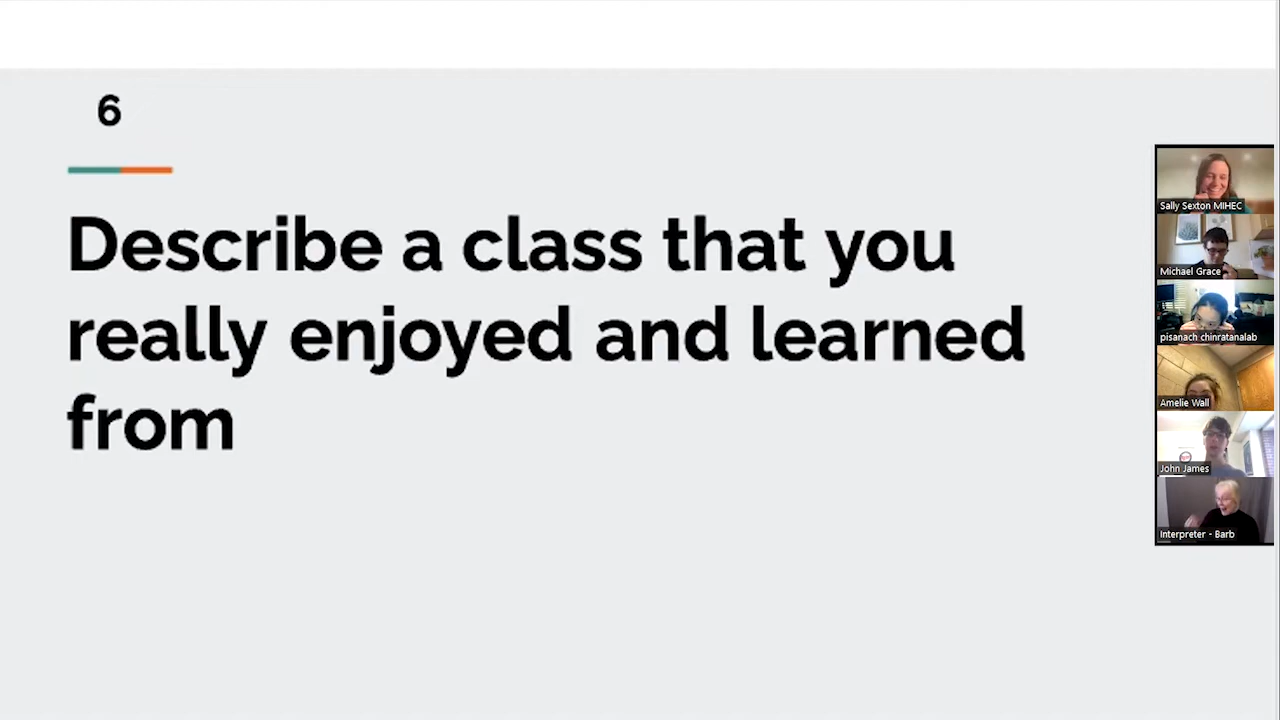 6
Describe a class that you
really enjoyed and learned
from
Sally Sexton MIHEC
Michael Grace
pisanach chinratanalab
Amelie Wall
John James
Interpreter - Barb